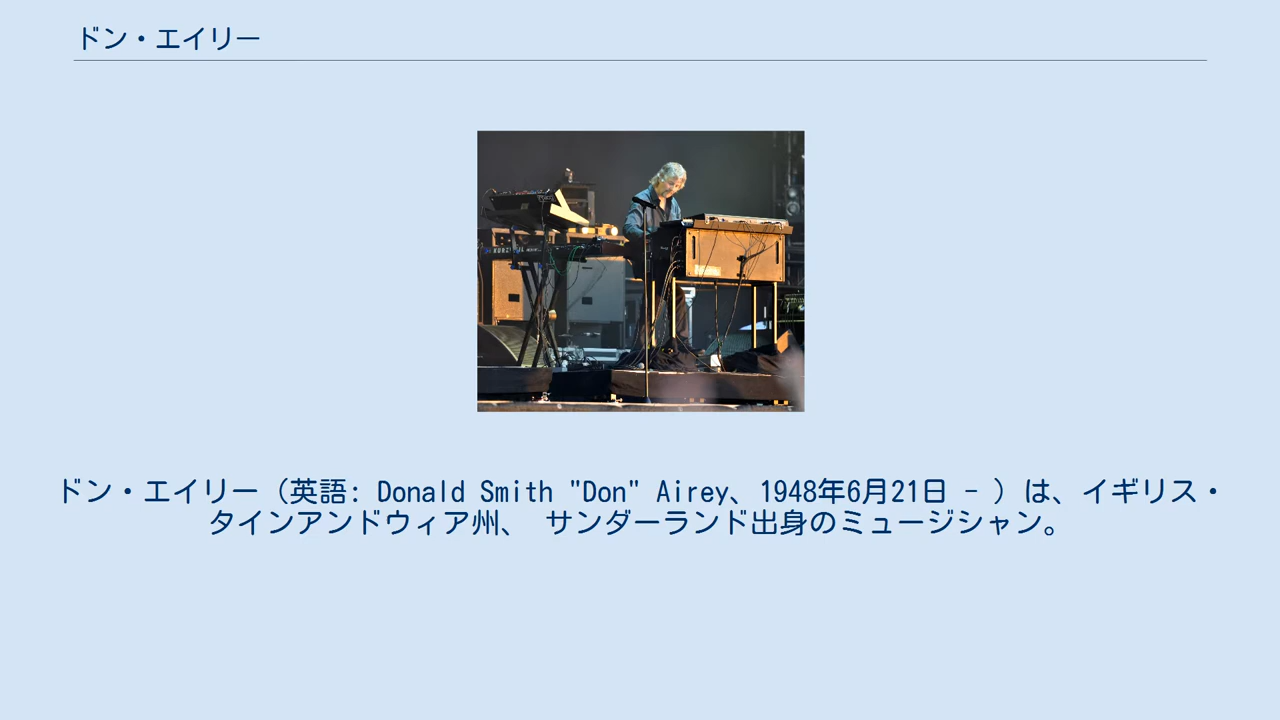 ドン・エイリー
KURZWEIL
ドン・エイリー（英語: Donald Smith "Don" Airey、1948年6月21日 - ）は、イギリス・
タインアンドウィア州、 サンダーランド出身のミュージシャン。